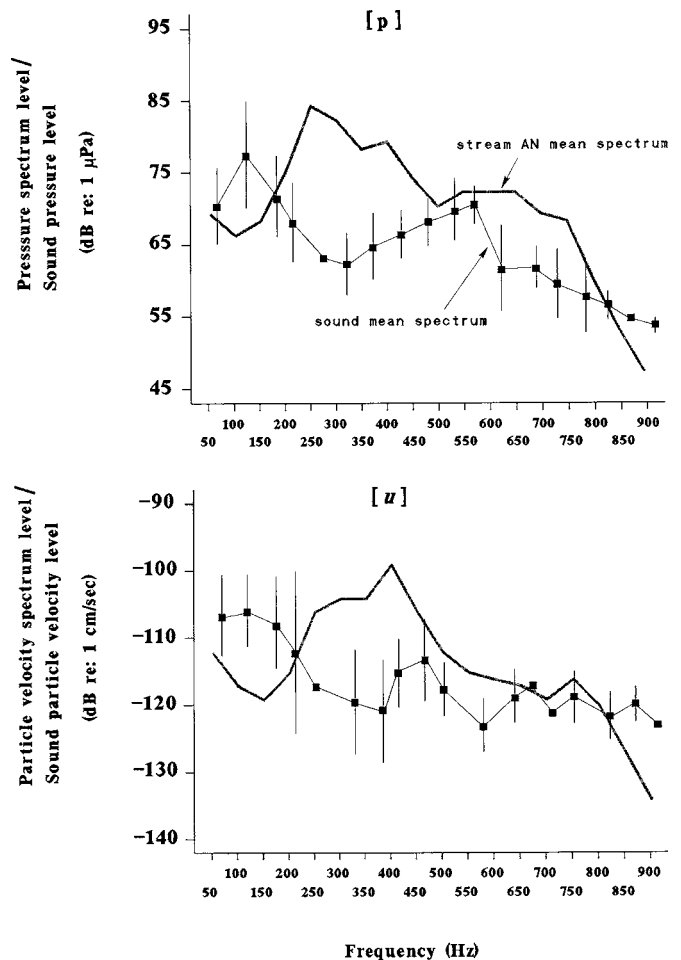 [p]
Presssure spectrum level/
Sound pressure level
(dB re: 1 μPa)
95
85
75
65
55
45
stream AN mean spectrum
sound mean spectrum
100 200 300 400 500 600 700 800 900
50 150 250 350 450 550 650 750 850
[u]
Particle velocity spectrum level/
Sound particle velocity level
(dB re: 1 cm/sec)
-90
-100
-110
-120
-130
-140
100 200 300 400 500 600 700 800 900
50 150 250 350 450 550 650 750 850
Frequency (Hz)